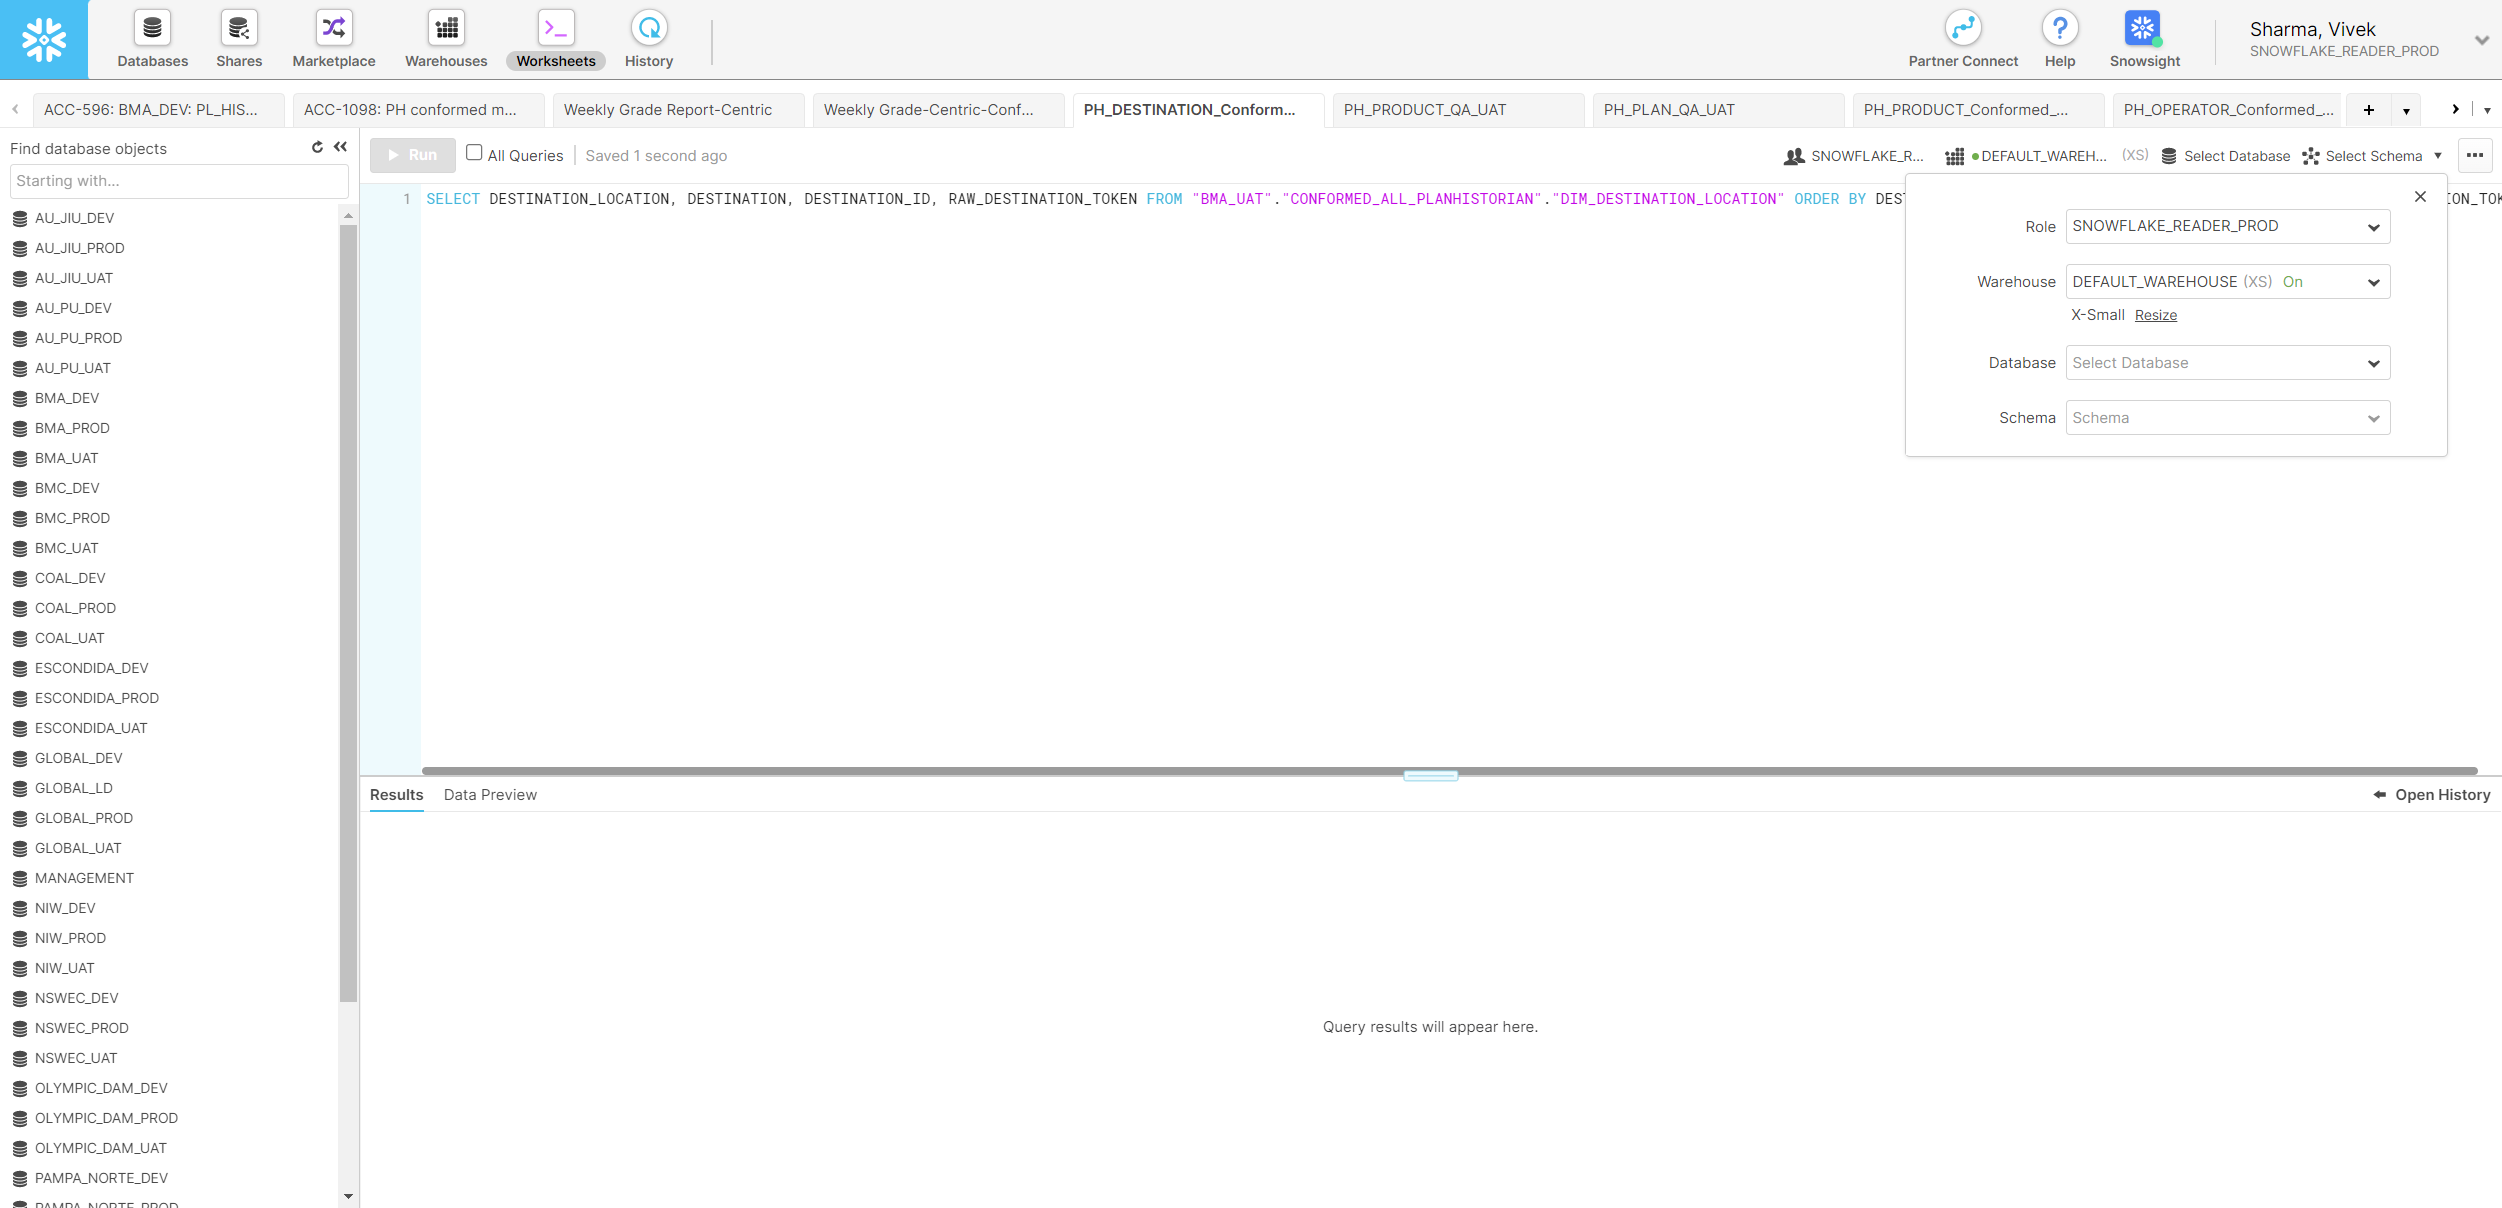 Databases
Shares
Marketplace
Warehouses
Worksheets
History
Partner Connect
Help
Snowsight
Sharma, Vivek
SNOWFLAKE_READER_PROD
ACC-596: BMA_DEV: PL_HIS...
ACC-1098: PH conformed m...
Weekly Grade Report-Centric
Weekly Grade-Centric-Conf...
PH_DESTINATION_Conform...
PH_PRODUCT_QA_UAT
PH_PLAN_QA_UAT
PH_PRODUCT_Conformed_...
PH_OPERATOR_Conformed_...
Find database objects
Starting with...
AU_JIU_DEV
AU_JIU_PROD
AU_JIU_UAT
AU_PU_DEV
AU_PU_PROD
AU_PU_UAT
BMA_DEV
BMA_PROD
BMA_UAT
BMC_DEV
BMC_PROD
BMC_UAT
COAL_DEV
COAL_PROD
COAL_UAT
ESCONDIDA_DEV
ESCONDIDA_PROD
ESCONDIDA_UAT
GLOBAL_DEV
GLOBAL_LD
GLOBAL_PROD
GLOBAL_UAT
MANAGEMENT
NIW_DEV
NIW_PROD
NIW_UAT
NSWEC_DEV
NSWEC_PROD
NSWEC_UAT
OLYMPIC_DAM_DEV
OLYMPIC_DAM_PROD
OLYMPIC_DAM_UAT
PAMPA_NORTE_DEV
PAMPA_NORTE_PROD
Run
All Queries
Saved 1 second ago
SNOWFLAKE_R...
DEFAULT_WAREH...
(XS)
Select Database
Select Schema
1 SELECT DESTINATION_LOCATION, DESTINATION, DESTINATION_ID, RAW_DESTINATION_TOKEN FROM "BMA_UAT"."CONFORMED_ALL_PLANHISTORIAN"."DIM_DESTINATION_LOCATION" ORDER BY DEST
ION_TOK
Role SNOWFLAKE_READER_PROD
Warehouse DEFAULT_WAREHOUSE (XS) On
X-Small Resize
Database Select Database
Schema Schema
Results
Data Preview
Open History
Query results will appear here.